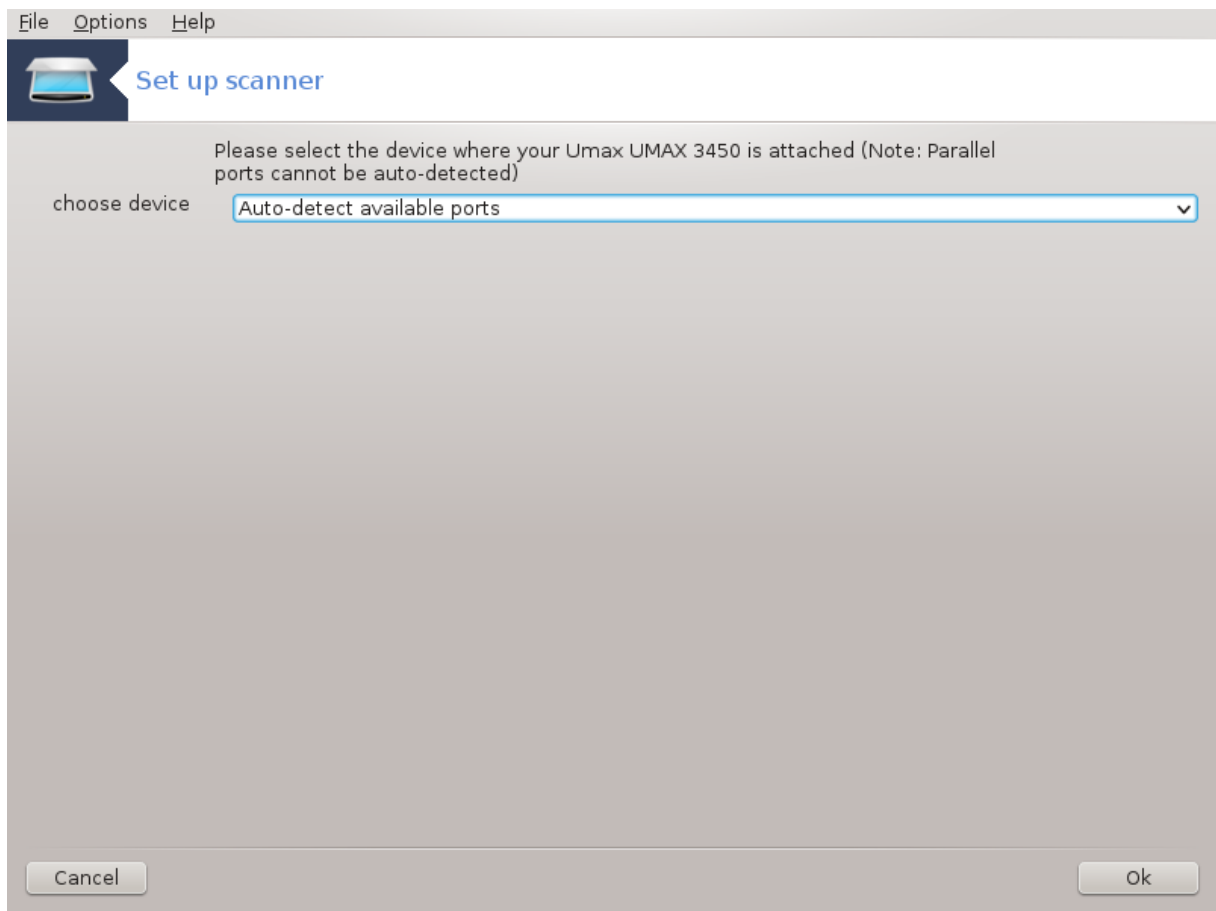 File Options Help
Set up scanner
Please select the device where your Umax UMAX 3450 is attached (Note: Parallel
ports cannot be auto-detected)
choose device Auto-detect available ports
Cancel Ok